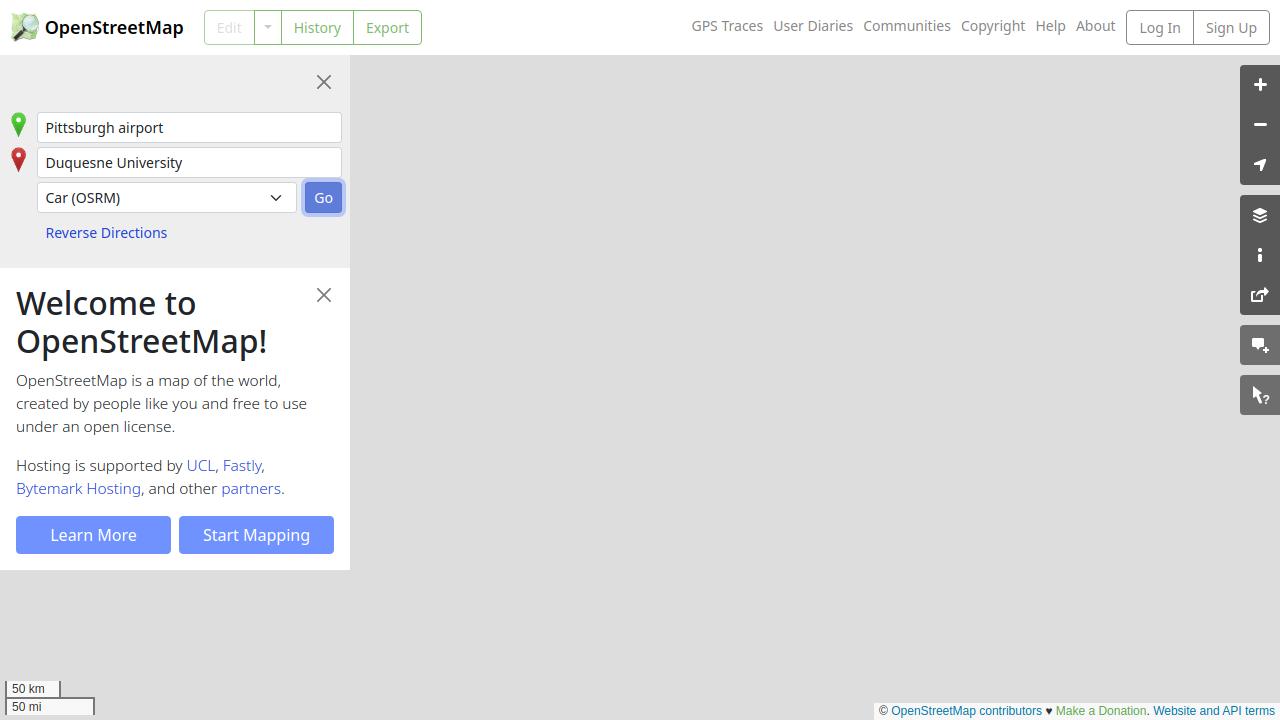 OpenStreetMap
Edit
History
Export
GPS Traces
User Diaries
Communities
Copyright
Help
About
Log In
Sign Up
Pittsburgh airport
Duquesne University
Car (OSRM)
Go
Reverse Directions
Welcome to
OpenStreetMap!
OpenStreetMap is a map of the world,
created by people like you and free to use
under an open license.
Hosting is supported by UCL, Fastly,
Bytemark Hosting, and other partners.
Learn More
Start Mapping
50 km
50 mi
© OpenStreetMap contributors ♥ Make a Donation. Website and API terms